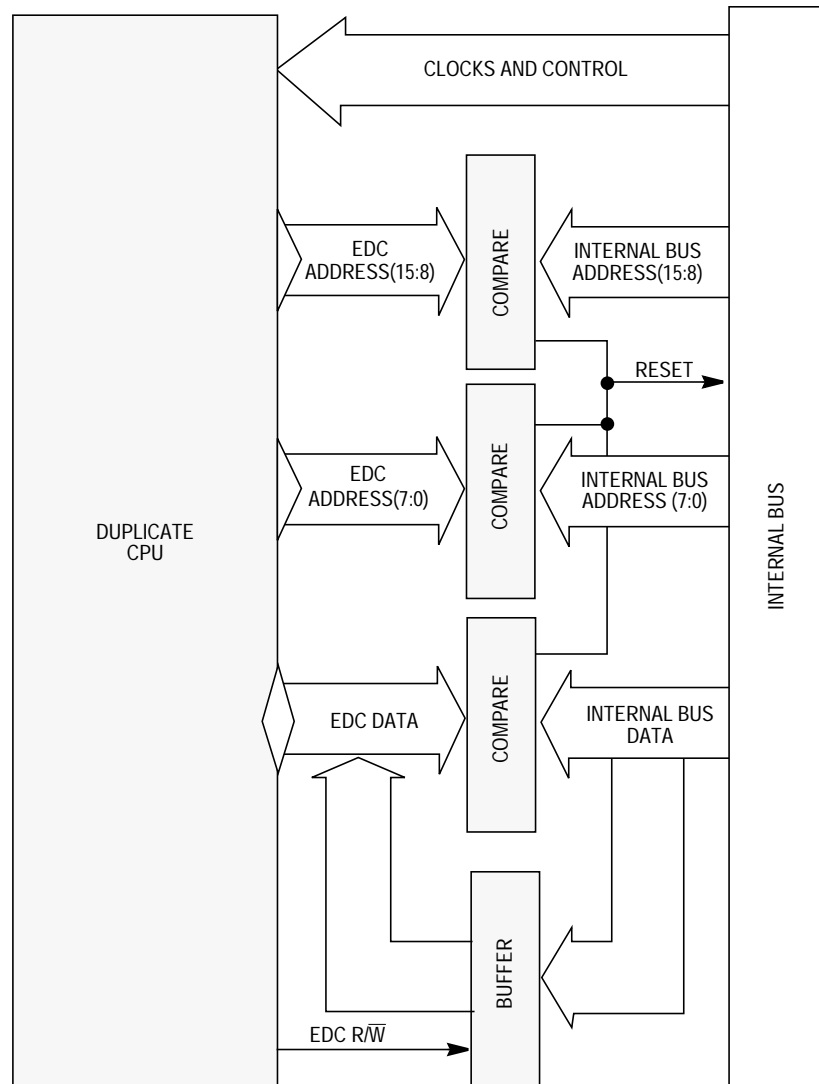 CLOCKS AND CONTROL
EDC
ADDRESS(15:8)
COMPARE
INTERNAL BUS
ADDRESS(15:8)
RESET
EDC
ADDRESS(7:0)
COMPARE
INTERNAL BUS
ADDRESS (7:0)
DUPLICATE
CPU
INTERNAL BUS
EDC DATA
COMPARE
INTERNAL BUS
DATA
BUFFER
EDC R/W̅